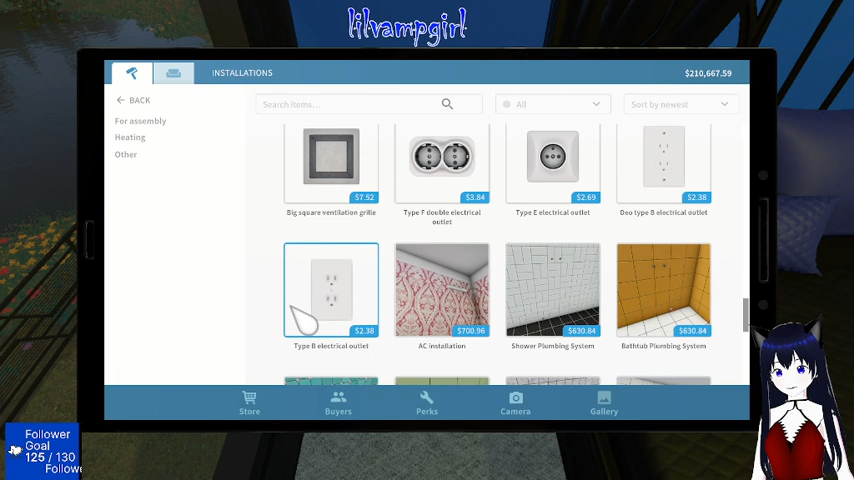 lilvampgirl
INSTALLATIONS
$210,667.59
BACK
Search items...
All
Sort by newest
For assembly
Heating
Other
$7.52
$3.84
$2.69
$2.38
Big square ventilation grille
Type F double electrical
outlet
Type E electrical outlet
Deo type B electrical outlet
$2.38
$700.96
$630.84
$630.84
Type B electrical outlet
AC installation
Shower Plumbing System
Bathtub Plumbing System
Store
Buyers
Perks
Camera
Gallery
Follower
Goal
125 / 130
Followe